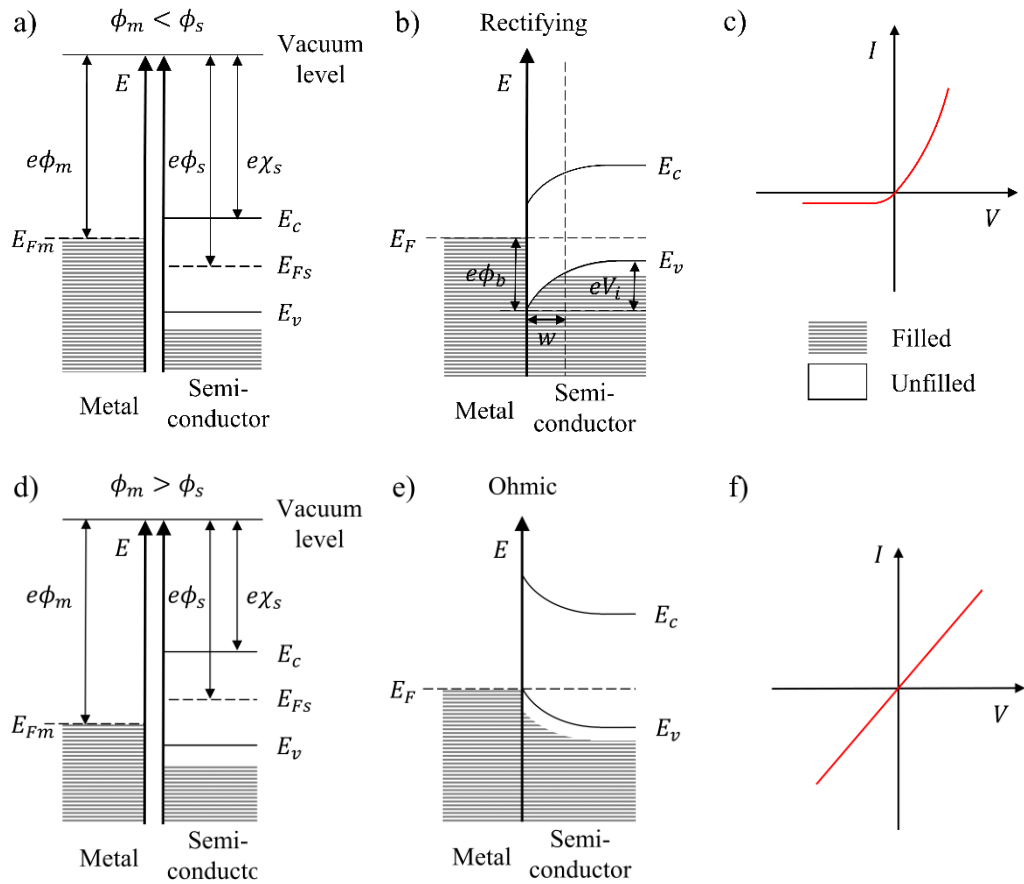 a)
ϕm < ϕs
Vacuum
level
E
eϕm
eϕs
eχs
Ec
EFm
EFs
Ev
Metal
Semi-
conductor
b)
Rectifying
E
Ec
EF
Ev
eϕb
eVi
w
Metal
Semi-
conductor
c)
I
V
Filled
Unfilled
d)
ϕm > ϕs
Vacuum
level
E
eϕm
eϕs
eχs
Ec
EFs
EFm
Ev
Metal
Semi-
conducto
e)
Ohmic
E
Ec
EF
Ev
Metal
Semi-
conductor
f)
I
V